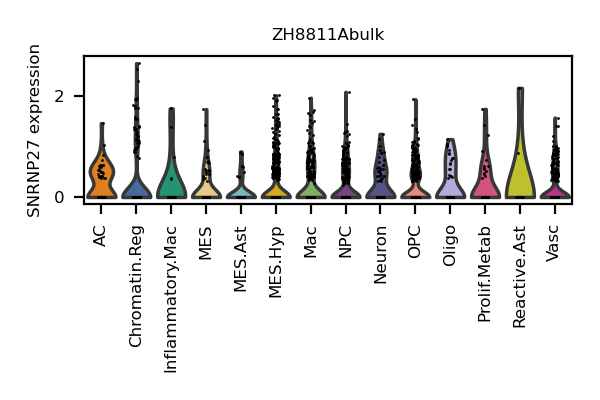 ZH8811Abulk
SNRNP27 expression
2
0
AC
Chromatin.Reg
Inflammatory.Mac
MES
MES.Ast
MES.Hyp
Mac
NPC
Neuron
OPC
Oligo
Prolif.Metab
Reactive.Ast
Vasc